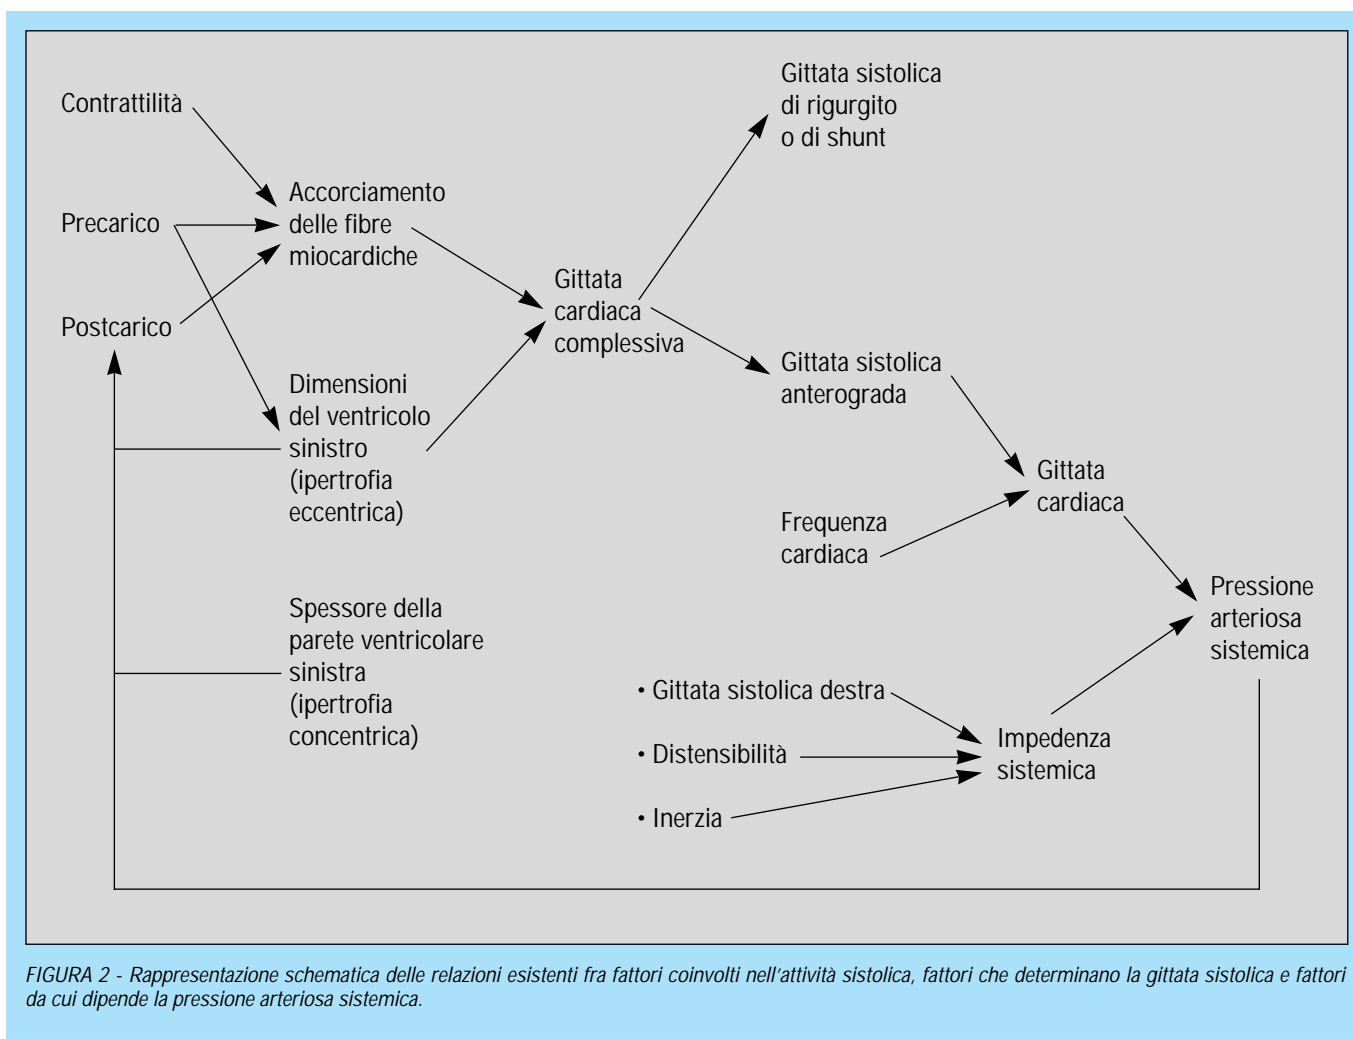 Contrattilità
Precarico
Postcarico
Accorciamento
delle fibre
miocardiche
Dimensioni
del ventricolo
sinistro
(ipertrofia
eccentrica)
Spessore della
parete ventricolare
sinistra
(ipertrofia
concentrica)
Gittata
cardiaca
complessiva
Gittata sistolica
di rigurgito
o di shunt
Gittata sistolica
anterograda
Frequenza
cardiaca
Gittata
cardiaca
• Gittata sistolica destra
• Distensibilità
• Inerzia
Impedenza
sistemica
Pressione
arteriosa
sistemica
FIGURA 2 - Rappresentazione schematica delle relazioni esistenti fra fattori coinvolti nell'attività sistolica, fattori che determinano la gittata sistolica e fattori
da cui dipende la pressione arteriosa sistemica.